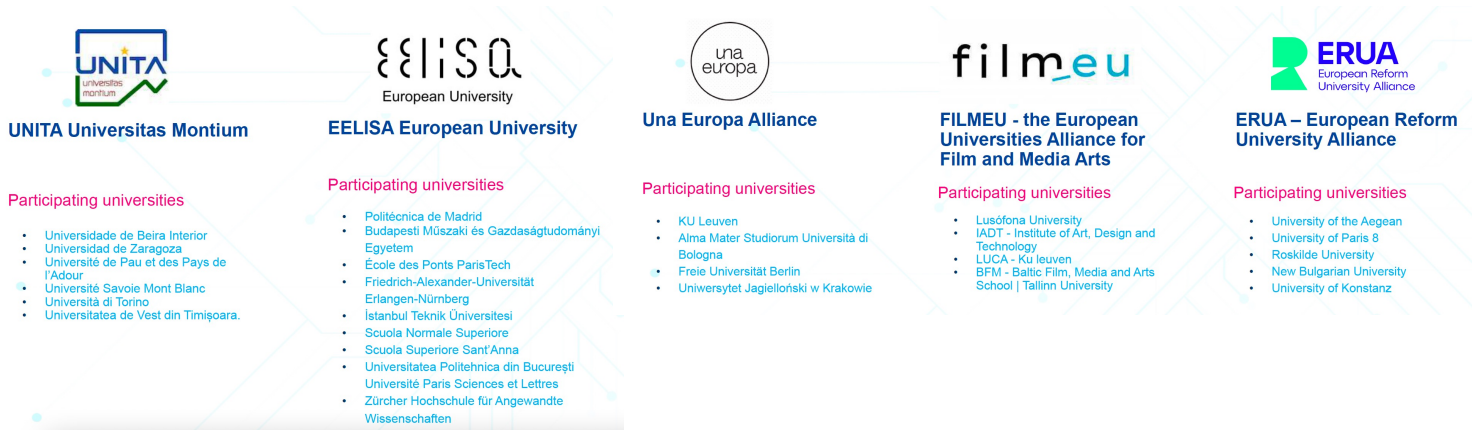 UNITA
universitas
montium
UNITA Universitas Montium
Participating universities
• Universidade de Beira Interior
• Universidad de Zaragoza
• Université de Pau et des Pays de
l'Adour
• Université Savoie Mont Blanc
• Università di Torino
• Universitatea de Vest din Timișoara.
EELISA
European University
EELISA European University
Participating universities
• Politécnica de Madrid
• Budapesti Műszaki és Gazdaságtudományi
Egyetem
• École des Ponts ParisTech
• Friedrich-Alexander-Universität
Erlangen-Nürnberg
• İstanbul Teknik Üniversitesi
• Scuola Normale Superiore
• Scuola Superiore Sant'Anna
• Universitatea Politehnica din București
Université Paris Sciences et Lettres
• Zürcher Hochschule für Angewandte
Wissenschaften
una
europa
Una Europa Alliance
Participating universities
• KU Leuven
• Alma Mater Studiorum Università di
Bologna
• Freie Universität Berlin
• Uniwersytet Jagielloński w Krakowie
film_eu
FILMEU - the European
Universities Alliance for
Film and Media Arts
Participating universities
• Lusófona University
• IADT - Institute of Art, Design and
Technology
• LUCA - Ku leuven
• BFM - Baltic Film, Media and Arts
School | Tallinn University
ERUA
European Reform
University Alliance
ERUA – European Reform
University Alliance
Participating universities
• University of the Aegean
• University of Paris 8
• Roskilde University
• New Bulgarian University
• University of Konstanz